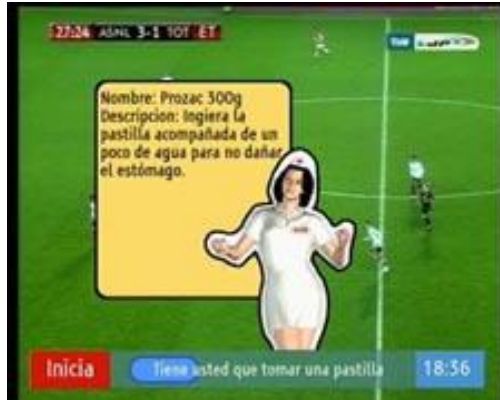 27:24 ASNL 3-1 TOT ET
Nombre: Prozac 300g
Descripcion: Ingiera la
pastilla acompañada de un
poco de agua para no dañar
el estómago.
Inicia
Tiene usted que tomar una pastilla
18:36